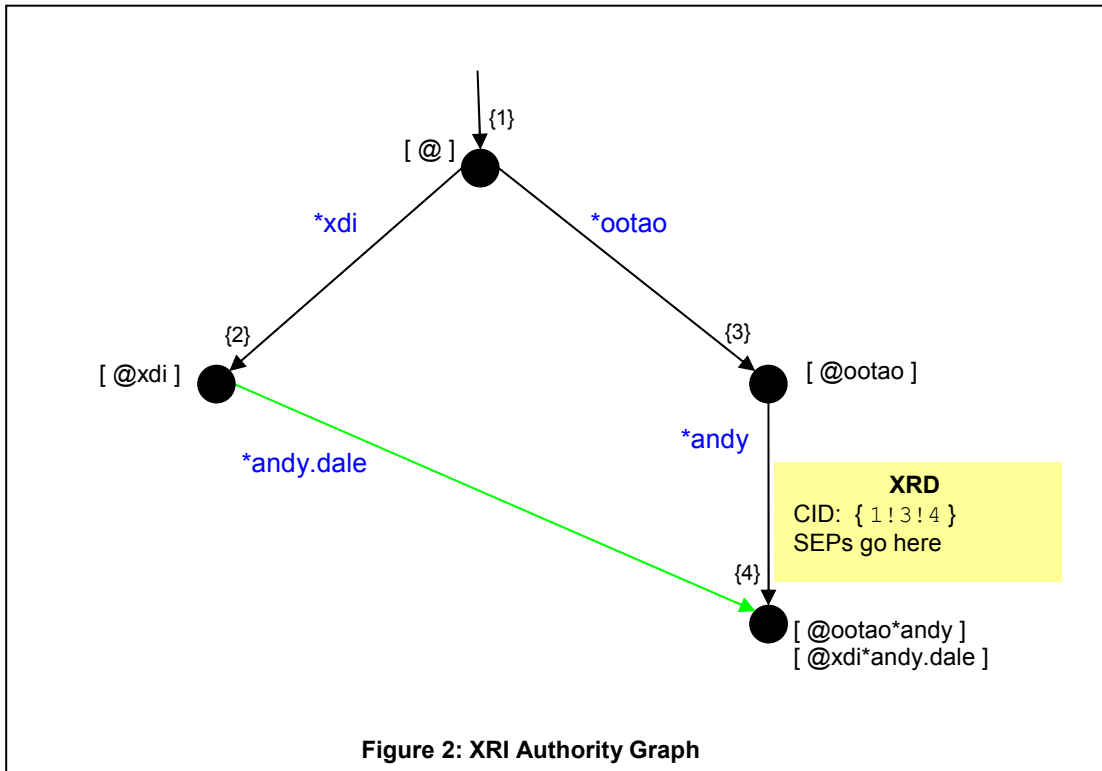 {1}
[ @ ]
*xdi
*ootao
{2}
{3}
[ @xdi ]
[ @ootao ]
*andy
*andy.dale
XRD
CID: { 1!3!4 }
SEPs go here
{4}
[ @ootao*andy ]
[ @xdi*andy.dale ]
Figure 2: XRI Authority Graph